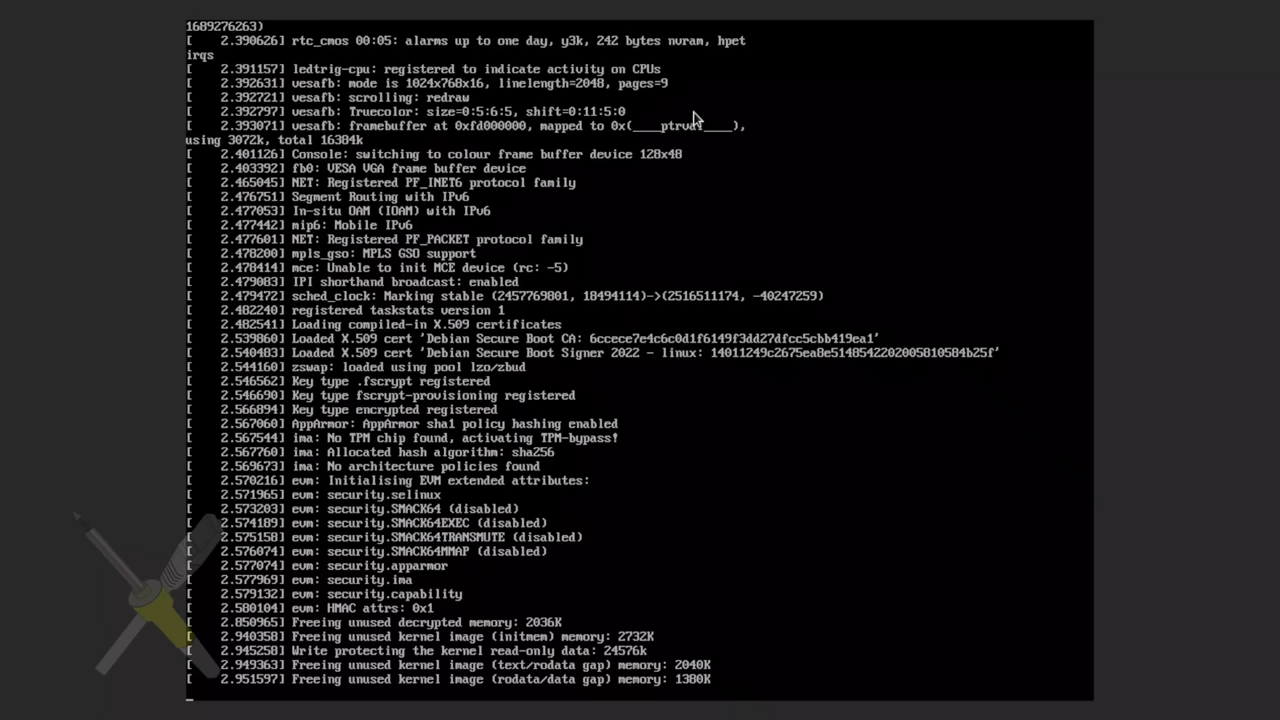 1689276263)
[    2.390626] rtc_cmos 00:05: alarms up to one day, y3k, 242 bytes nvram, hpet
irqs
[    2.391157] ledtrig-cpu: registered to indicate activity on CPUs
[    2.392631] vesafb: mode is 1024x768x16, linelength=2048, pages=9
[    2.392721] vesafb: scrolling: redraw
[    2.392797] vesafb: Truecolor: size=0:5:6:5, shift=0:11:5:0
[    2.393071] vesafb: framebuffer at 0xfd000000, mapped to 0x(____ptrval____),
using 3072k, total 16384k
[    2.401126] Console: switching to colour frame buffer device 128x48
[    2.403392] fb0: VESA VGA frame buffer device
[    2.465045] NET: Registered PF_INET6 protocol family
[    2.476751] Segment Routing with IPv6
[    2.477053] In-situ OAM (IOAM) with IPv6
[    2.477442] mip6: Mobile IPv6
[    2.477601] NET: Registered PF_PACKET protocol family
[    2.478200] mpls_gso: MPLS GSO support
[    2.478414] mce: Unable to init MCE device (rc: -5)
[    2.479083] IPI shorthand broadcast: enabled
[    2.479472] sched_clock: Marking stable (2457769801, 18494114)->(2516511174, -40247259)
[    2.482240] registered taskstats version 1
[    2.482541] Loading compiled-in X.509 certificates
[    2.539860] Loaded X.509 cert 'Debian Secure Boot CA: 6ccece7e4c6c0d1f6149f3dd27dfcc5cbb419ea1'
[    2.540483] Loaded X.509 cert 'Debian Secure Boot Signer 2022 - linux: 14011249c2675ea8e5148542202005810584b25f'
[    2.544160] zswap: loaded using pool lzo/zbud
[    2.546562] Key type .fscrypt registered
[    2.546690] Key type fscrypt-provisioning registered
[    2.566894] Key type encrypted registered
[    2.567060] AppArmor: AppArmor sha1 policy hashing enabled
[    2.567544] ima: No TPM chip found, activating TPM-bypass!
[    2.567760] ima: Allocated hash algorithm: sha256
[    2.569673] ima: No architecture policies found
[    2.570216] evm: Initialising EVM extended attributes:
[    2.571965] evm: security.selinux
[    2.573203] evm: security.SMACK64 (disabled)
[    2.574189] evm: security.SMACK64EXEC (disabled)
[    2.575158] evm: security.SMACK64TRANSMUTE (disabled)
[    2.576074] evm: security.SMACK64MMAP (disabled)
[    2.577074] evm: security.apparmor
[    2.577969] evm: security.ima
[    2.579132] evm: security.capability
[    2.580104] evm: HMAC attrs: 0x1
[    2.850965] Freeing unused decrypted memory: 2036K
[    2.940358] Freeing unused kernel image (initmem) memory: 2732K
[    2.945258] Write protecting the kernel read-only data: 24576k
[    2.949363] Freeing unused kernel image (text/rodata gap) memory: 2040K
[    2.951597] Freeing unused kernel image (rodata/data gap) memory: 1380K